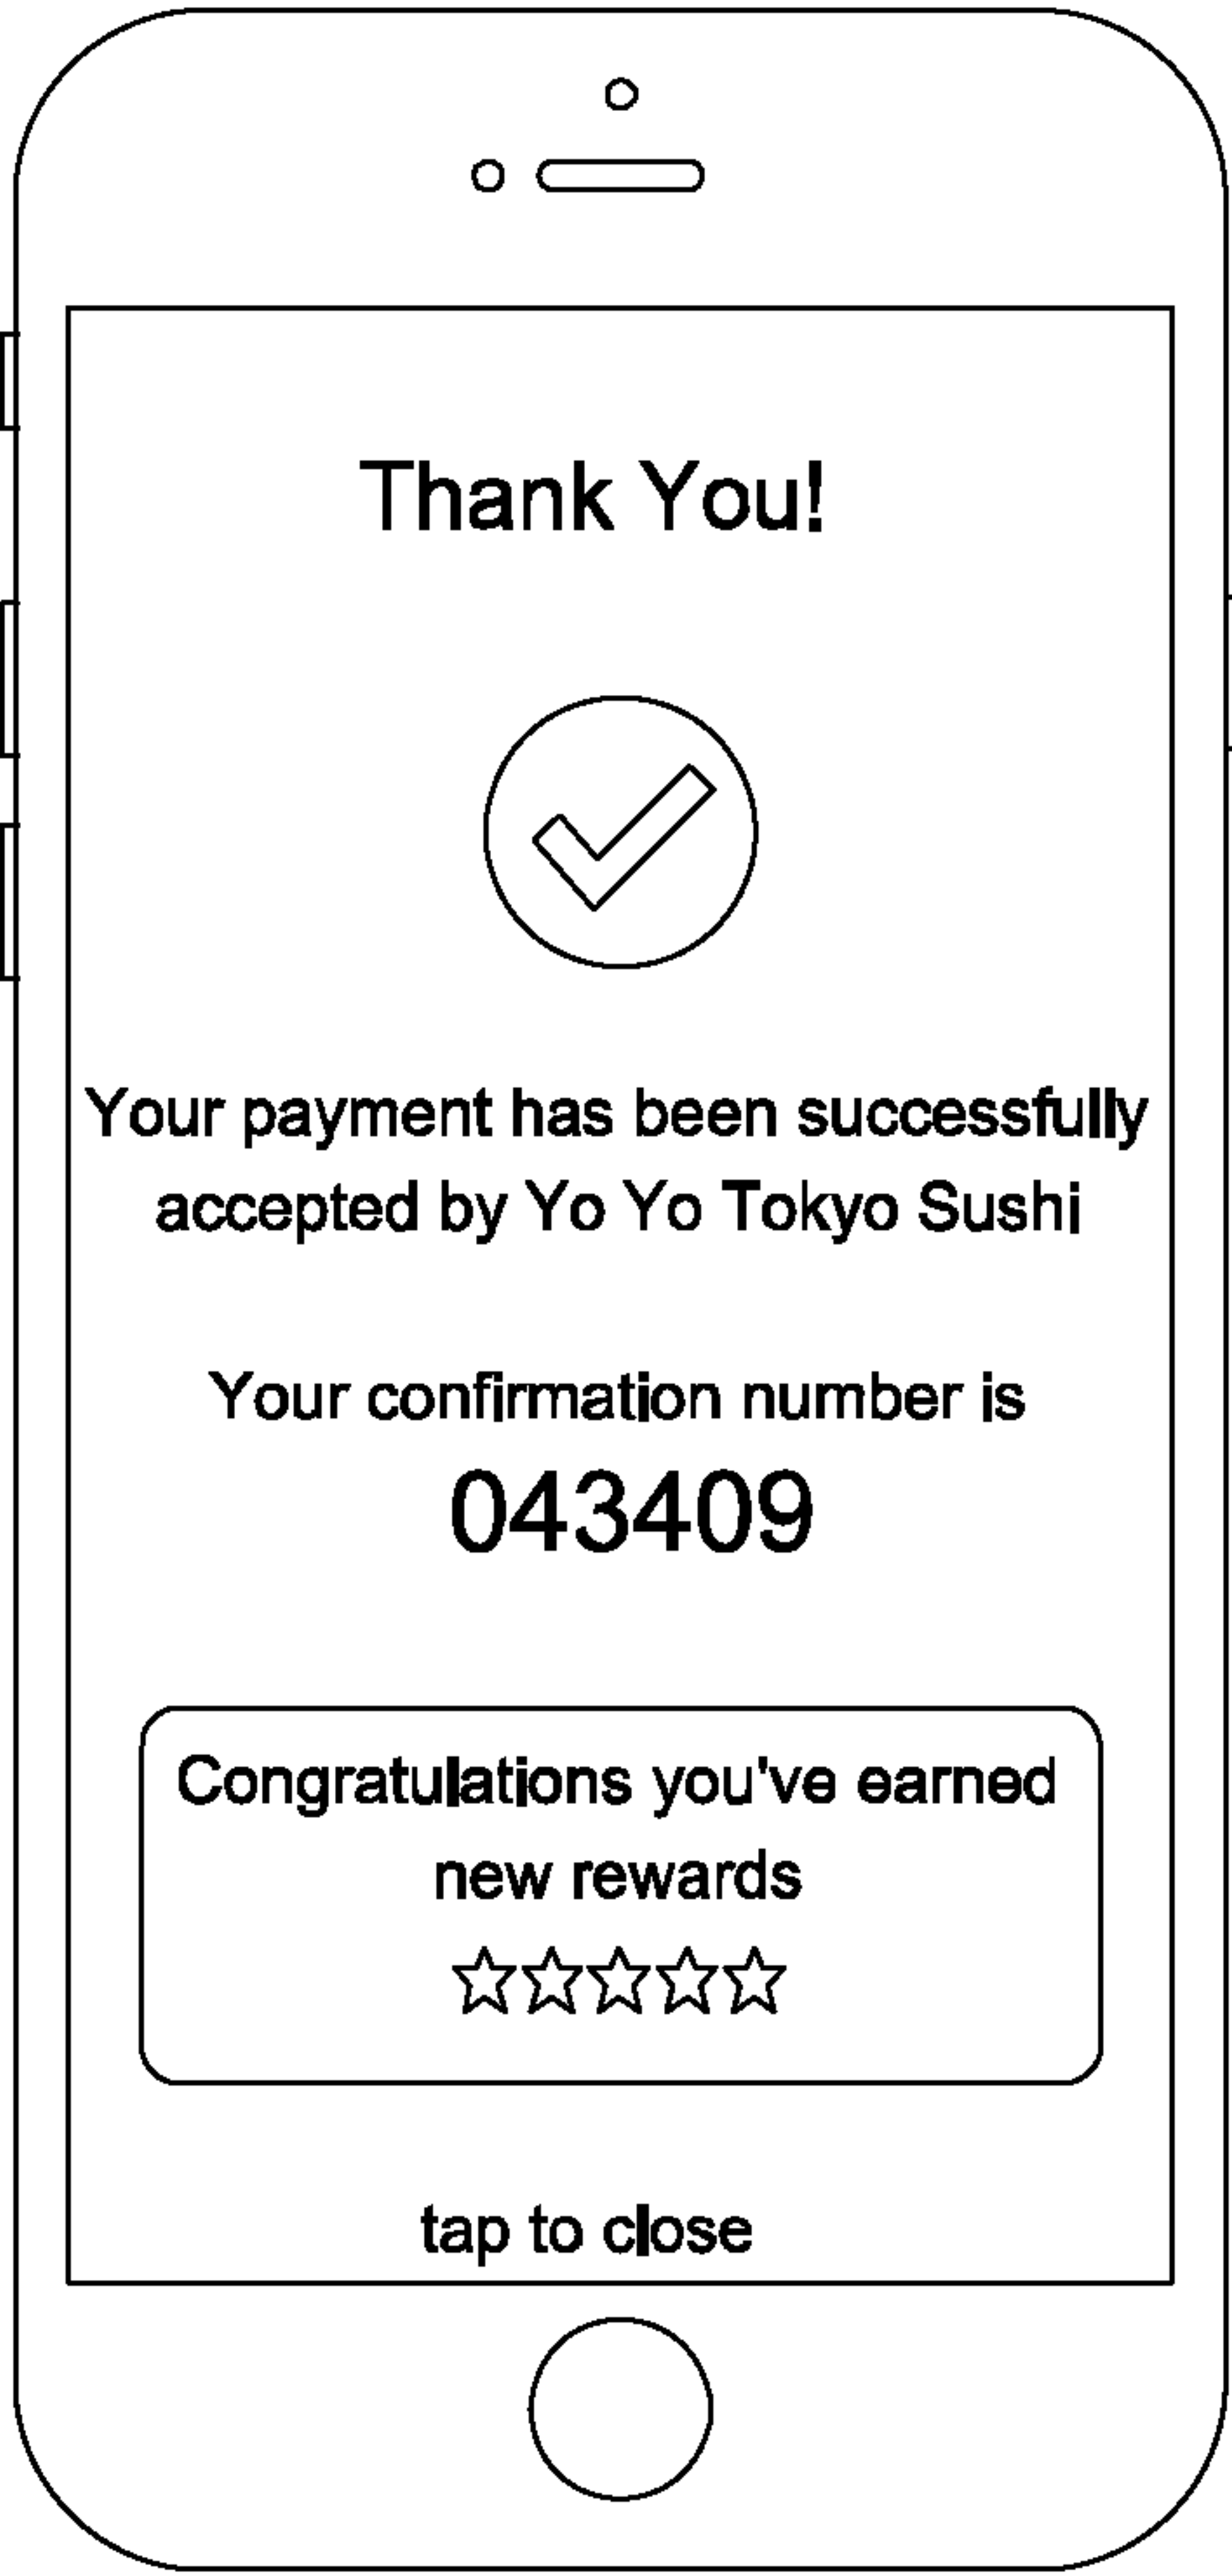 Thank You!
Your payment has been successfully
accepted by Yo Yo Tokyo Sushi
Your confirmation number is
043409
Congratulations you've earned
new rewards
tap to close